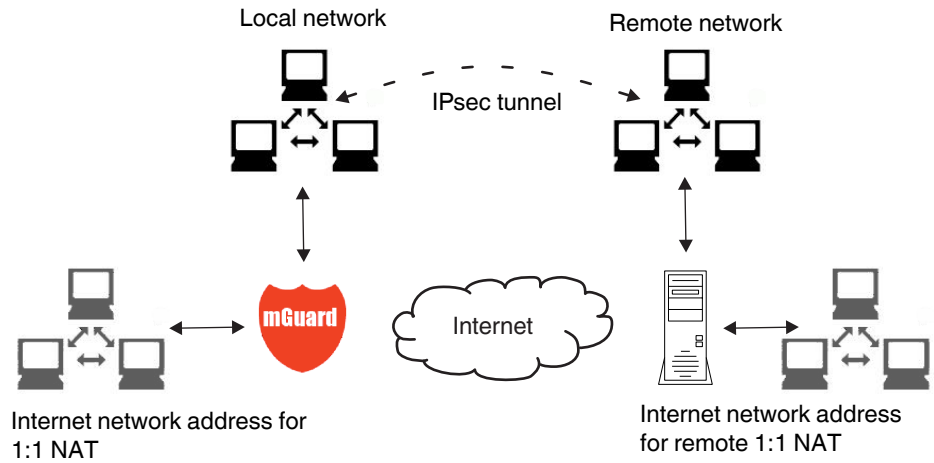 Local network
Remote network
IPsec tunnel
mGuard
Internet
Internet network address for
1:1 NAT
Internet network address
for remote 1:1 NAT